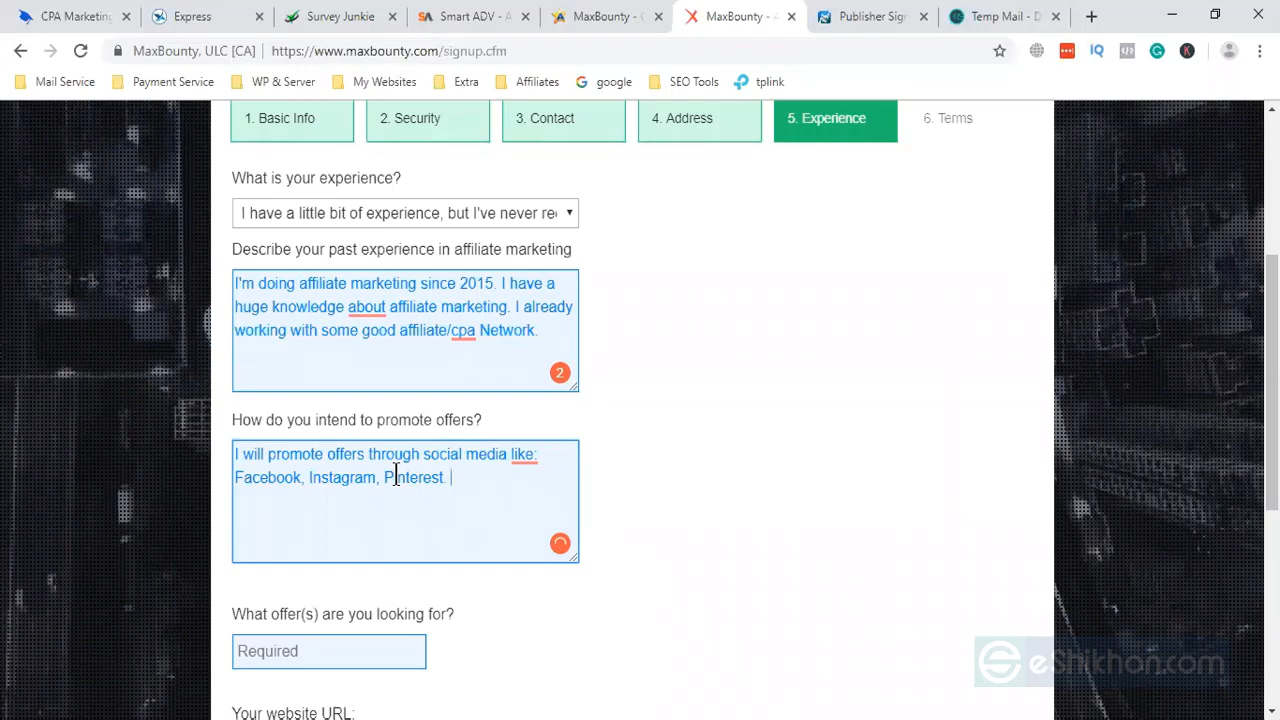 CPA Marketing
Express
Survey Junkie
Smart ADV - A
MaxBounty - 
MaxBounty - A
Publisher Sign
Temp Mail - D
MaxBounty, ULC [CA]
https://www.maxbounty.com/signup.cfm
Mail Service
Payment Service
WP & Server
My Websites
Extra
Affiliates
google
SEO Tools
tplink
1. Basic Info
2. Security
3. Contact
4. Address
5. Experience
6. Terms
What is your experience?
I have a little bit of experience, but I've never re
Describe your past experience in affiliate marketing
I'm doing affiliate marketing since 2015. I have a
huge knowledge about affiliate marketing. I already
working with some good affiliate/cpa Network.
2
How do you intend to promote offers?
I will promote offers through social media like:
Facebook, Instagram, Pinterest.
What offer(s) are you looking for?
Required
Your website URL:
eShikhon.com